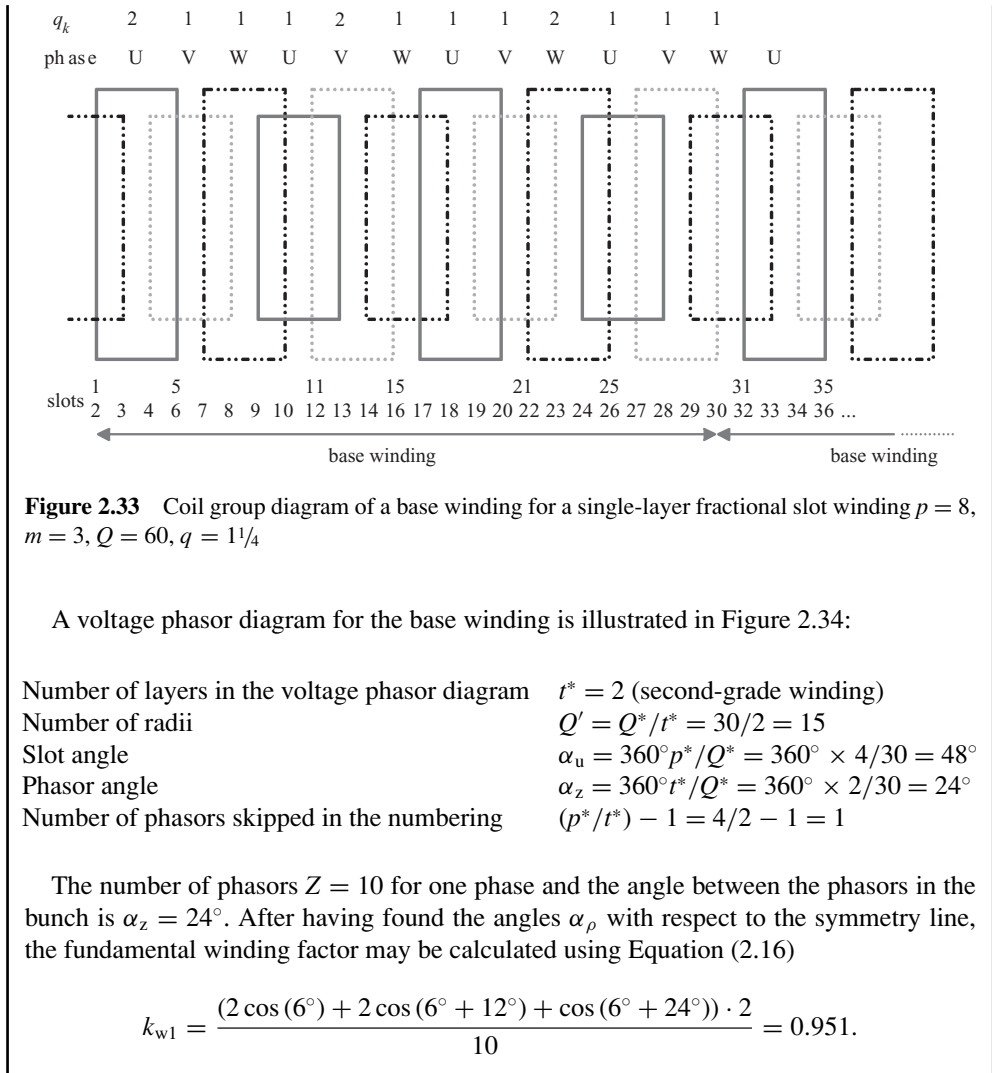 qk 2 1 1 1 2 1 1 1 2 1 1 1
phase U V W U V W U V W U V W U
1 5 11 15 21 25 31 35
slots 2 3 4 6 7 8 9 10 12 13 14 16 17 18 19 20 22 23 24 26 27 28 29 30 32 33 34 36 ...
base winding base winding
Figure 2.33 Coil group diagram of a base winding for a single-layer fractional slot winding p = 8,
m = 3, Q = 60, q = 1 1/4
A voltage phasor diagram for the base winding is illustrated in Figure 2.34:
Number of layers in the voltage phasor diagram t* = 2 (second-grade winding)
Number of radii Q′ = Q*/t* = 30/2 = 15
Slot angle αu = 360°p*/Q* = 360° × 4/30 = 48°
Phasor angle αz = 360°t*/Q* = 360° × 2/30 = 24°
Number of phasors skipped in the numbering (p*/t*) − 1 = 4/2 − 1 = 1
The number of phasors Z = 10 for one phase and the angle between the phasors in the
bunch is αz = 24°. After having found the angles αρ with respect to the symmetry line,
the fundamental winding factor may be calculated using Equation (2.16)
kw1 = (2 cos (6°) + 2 cos (6° + 12°) + cos (6° + 24°)) · 2 / 10 = 0.951.